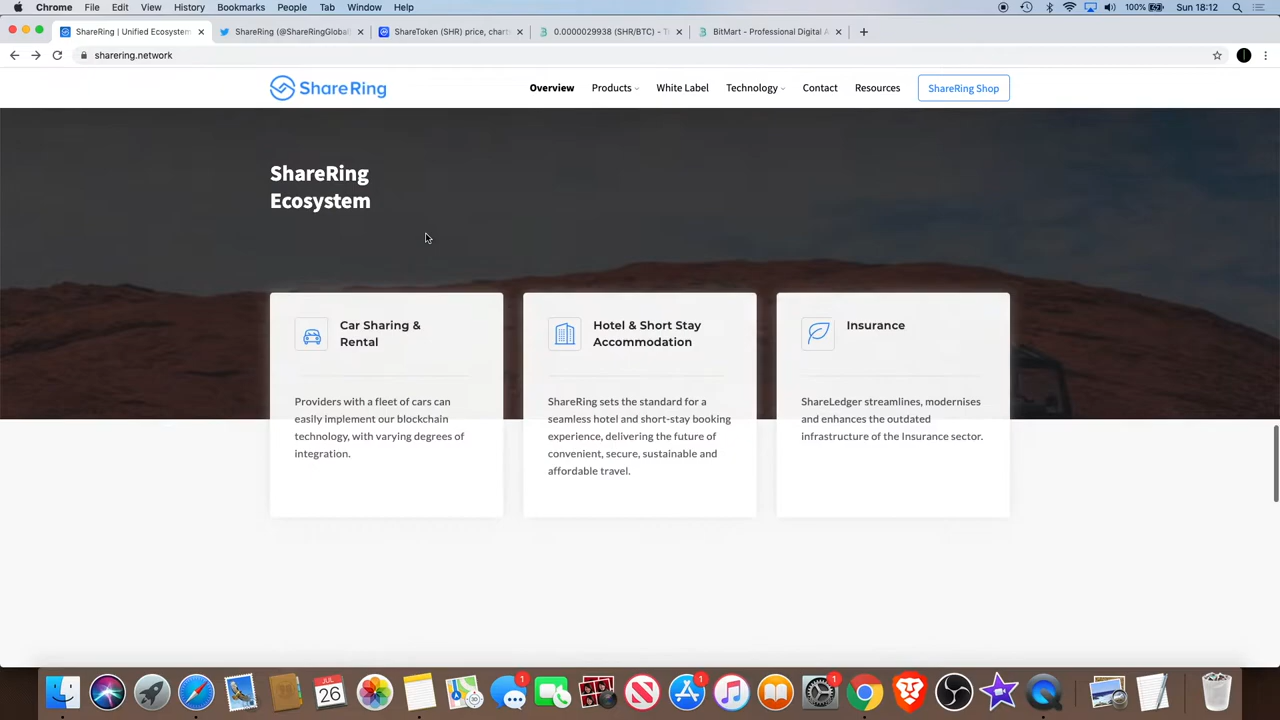 Chrome File Edit View History Bookmarks People Tab Window Help 100% Sun 18:12
ShareRing | Unified Ecosystem ShareRing (@ShareRingGlobal ShareToken (SHR) price, chart 0.0000029938 (SHR/BTC) - T BitMart - Professional Digital A
sharering.network
ShareRing Overview Products White Label Technology Contact Resources ShareRing Shop
ShareRing
Ecosystem
Car Sharing &
Rental
Providers with a fleet of cars can
easily implement our blockchain
technology, with varying degrees of
integration.
Hotel & Short Stay
Accommodation
ShareRing sets the standard for a
seamless hotel and short-stay booking
experience, delivering the future of
convenient, secure, sustainable and
affordable travel.
Insurance
ShareLedger streamlines, modernises
and enhances the outdated
infrastructure of the Insurance sector.
JUL
26
1 1 1